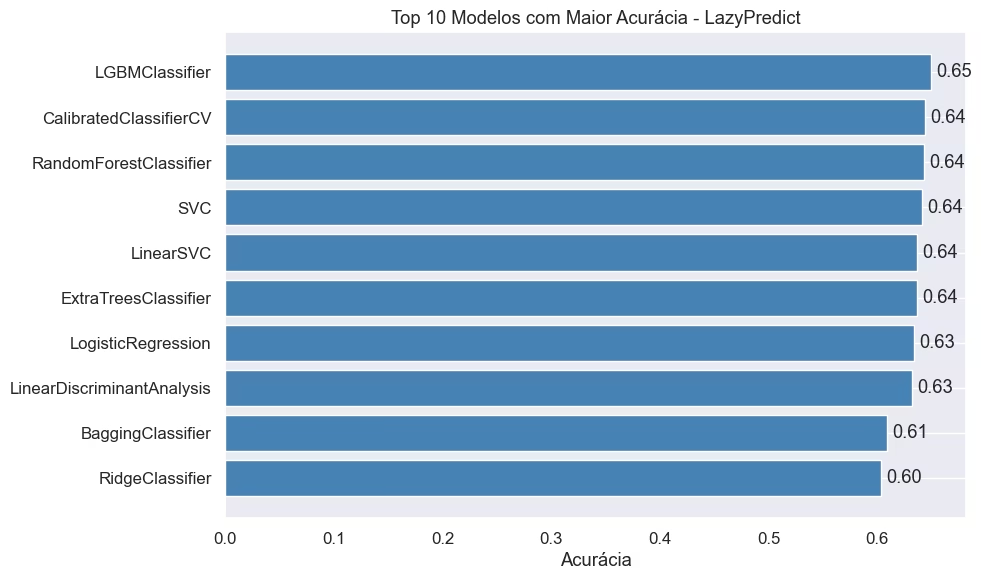 Top 10 Modelos com Maior Acurácia - LazyPredict
LGBMClassifier 0.65
CalibratedClassifierCV 0.64
RandomForestClassifier 0.64
SVC 0.64
LinearSVC 0.64
ExtraTreesClassifier 0.64
LogisticRegression 0.63
LinearDiscriminantAnalysis 0.63
BaggingClassifier 0.61
RidgeClassifier 0.60
0.0 0.1 0.2 0.3 0.4 0.5 0.6
Acurácia